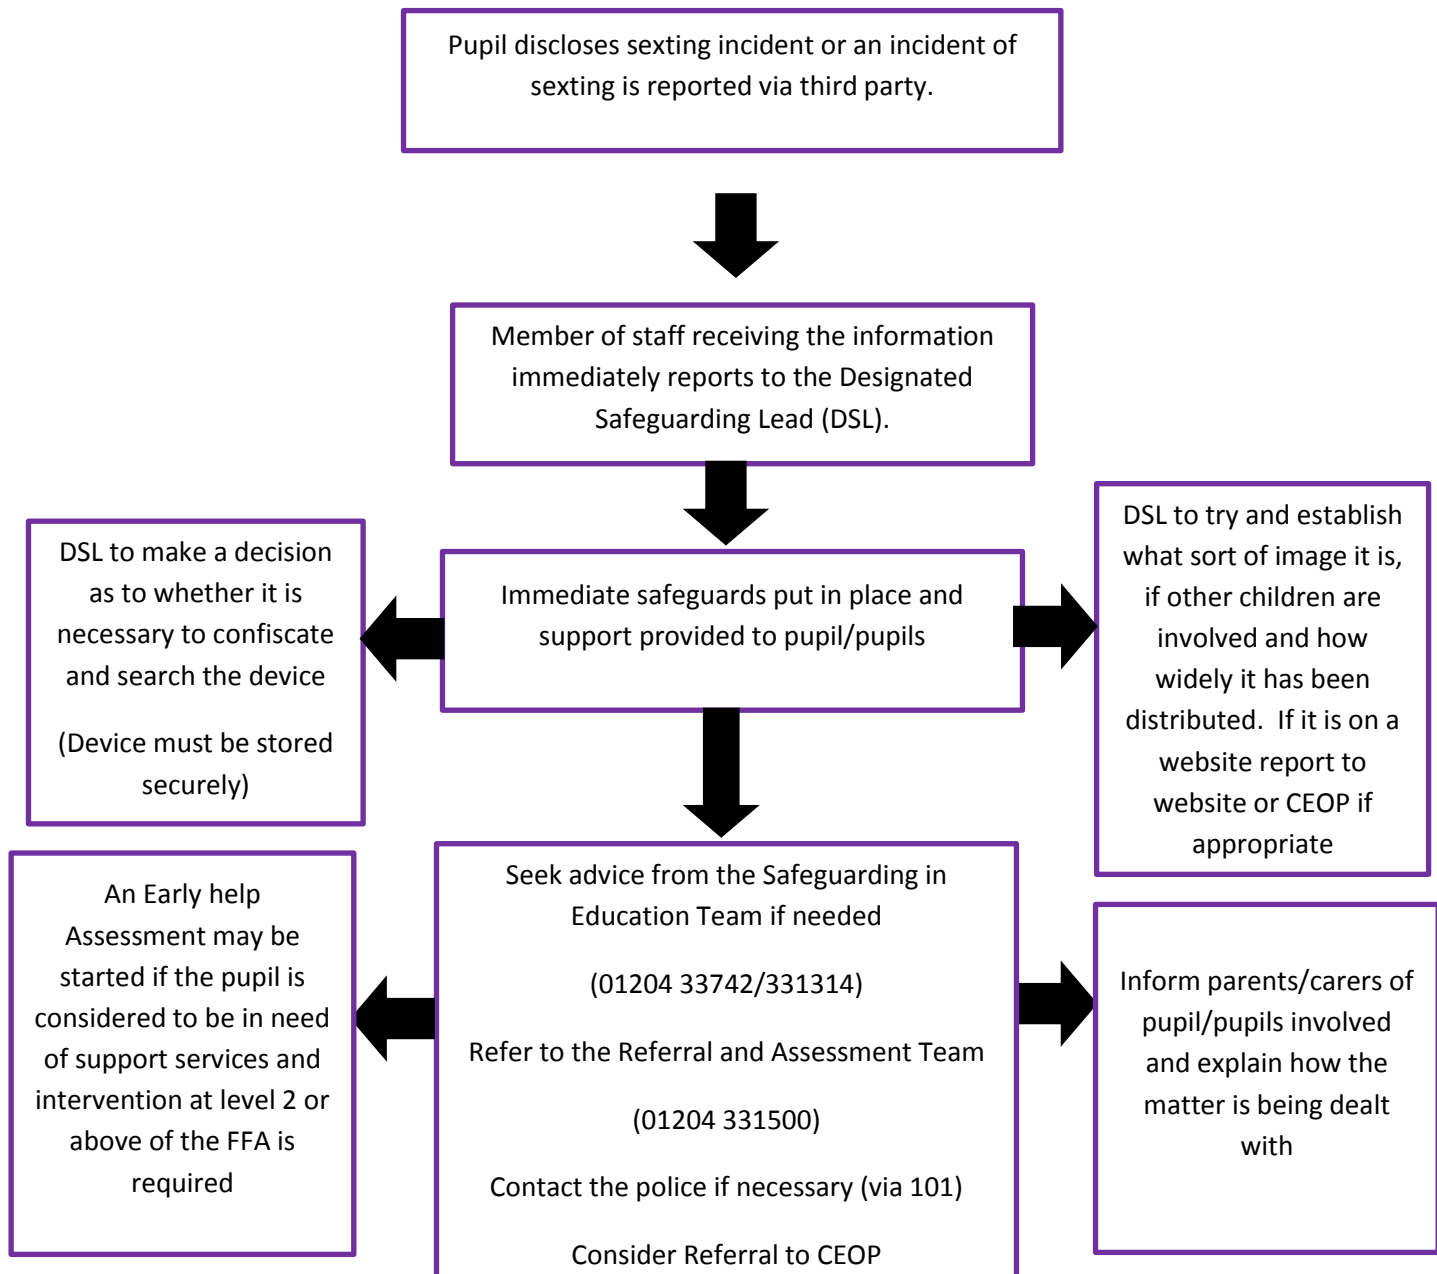 Pupil discloses sexting incident or an incident of
sexting is reported via third party.
Member of staff receiving the information
immediately reports to the Designated
Safeguarding Lead (DSL).
DSL to make a decision
as to whether it is
necessary to confiscate
and search the device
(Device must be stored
securely)
Immediate safeguards put in place and
support provided to pupil/pupils
DSL to try and establish
what sort of image it is,
if other children are
involved and how
widely it has been
distributed.  If it is on a
website report to
website or CEOP if
appropriate
An Early help
Assessment may be
started if the pupil is
considered to be in need
of support services and
intervention at level 2 or
above of the FFA is
required
Seek advice from the Safeguarding in
Education Team if needed
(01204 33742/331314)
Refer to the Referral and Assessment Team
(01204 331500)
Contact the police if necessary (via 101)
Consider Referral to CEOP
Inform parents/carers of
pupil/pupils involved
and explain how the
matter is being dealt
with